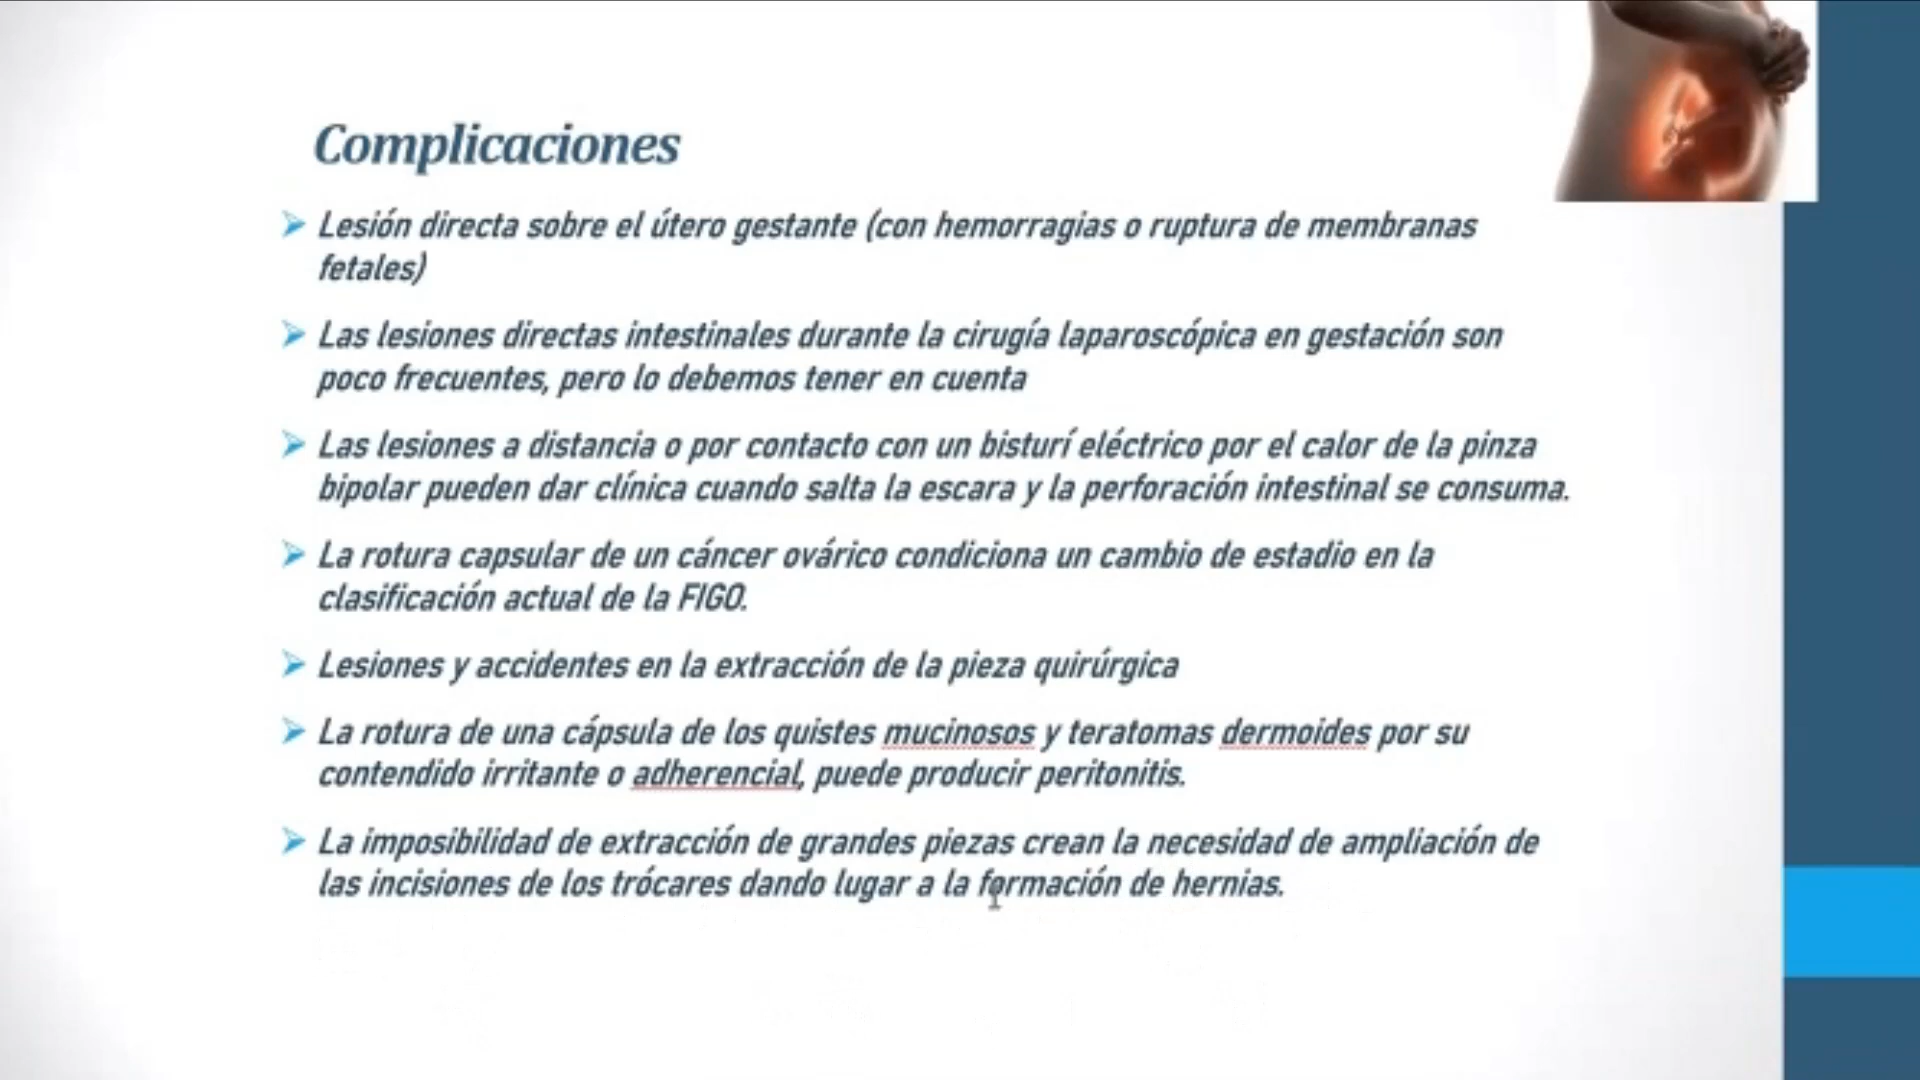 Complicaciones
Lesión directa sobre el útero gestante (con hemorragias o ruptura de membranas
fetales)
Las lesiones directas intestinales durante la cirugía laparoscópica en gestación son
poco frecuentes, pero lo debemos tener en cuenta
Las lesiones a distancia o por contacto con un bisturí eléctrico por el calor de la pinza
bipolar pueden dar clínica cuando salta la escara y la perforación intestinal se consuma.
La rotura capsular de un cáncer ovárico condiciona un cambio de estadio en la
clasificación actual de la FIGO.
Lesiones y accidentes en la extracción de la pieza quirúrgica
La rotura de una cápsula de los quistes mucinosos y teratomas dermoides por su
contendido irritante o adherencial, puede producir peritonitis.
La imposibilidad de extracción de grandes piezas crean la necesidad de ampliación de
las incisiones de los trócares dando lugar a la formación de hernias.